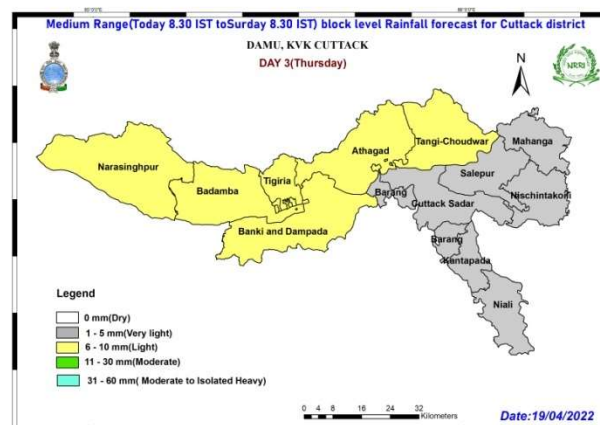 Medium Range(Today 8.30 IST toSurday 8.30 IST) block level Rainfall forecast for Cuttack district
DAMU, KVK CUTTACK
DAY 3(Thursday)
NRRI
N
Mahanga
Tangi-Choudwar
Athagad
Salepur
Narasinghpur
Tigiria
Badamba
Barang
Nischintakoili
Cuttack Sadar
Banki and Dampada
Barang
Kantapada
Niali
Legend
0 mm(Dry)
1 - 5 mm(Very light)
6 - 10 mm(Light)
11 - 30 mm(Moderate)
31 - 60 mm( Moderate to Isolated Heavy)
0 4 8 16 24 32
Kilometers
Date:19/04/2022